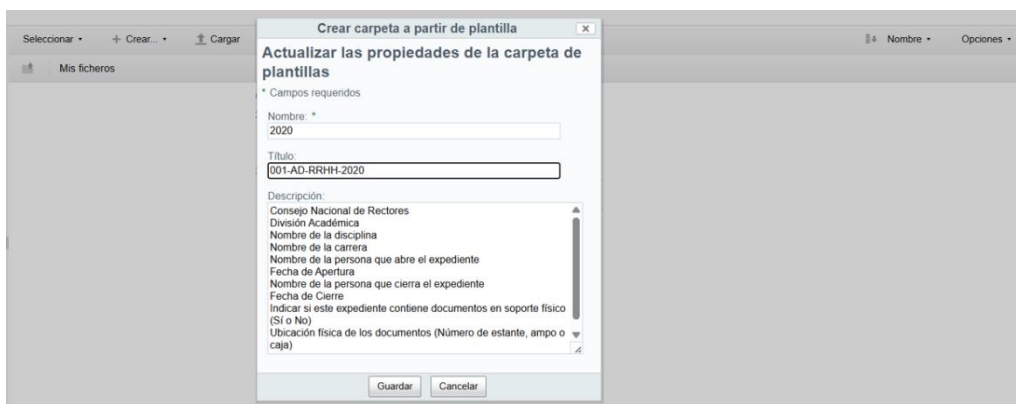 Crear carpeta a partir de plantilla
Seleccionar
Crear...
Cargar
Nombre
Opciones
Mis ficheros
Actualizar las propiedades de la carpeta de
plantillas
* Campos requeridos
Nombre: *
2020
Título:
001-AD-RRHH-2020
Descripción:
Consejo Nacional de Rectores
División Académica
Nombre de la disciplina
Nombre de la carrera
Nombre de la persona que abre el expediente
Fecha de Apertura
Nombre de la persona que cierra el expediente
Fecha de Cierre
Indicar si este expediente contiene documentos en soporte físico
(Sí o No)
Ubicación física de los documentos (Número de estante, ampo o
caja)
Guardar
Cancelar